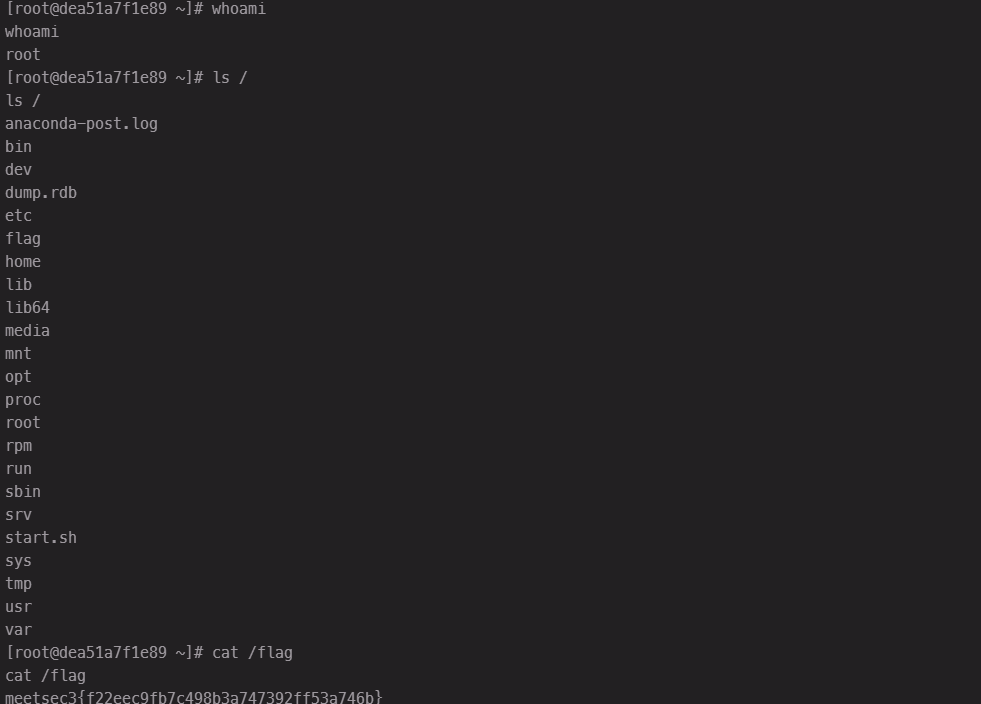 [root@dea51a7f1e89 ~]# whoami
whoami
root
[root@dea51a7f1e89 ~]# ls /
ls /
anaconda-post.log
bin
dev
dump.rdb
etc
flag
home
lib
lib64
media
mnt
opt
proc
root
rpm
run
sbin
srv
start.sh
sys
tmp
usr
var
[root@dea51a7f1e89 ~]# cat /flag
cat /flag
meetsec3{f22eec9fb7c498b3a747392ff53a746b}